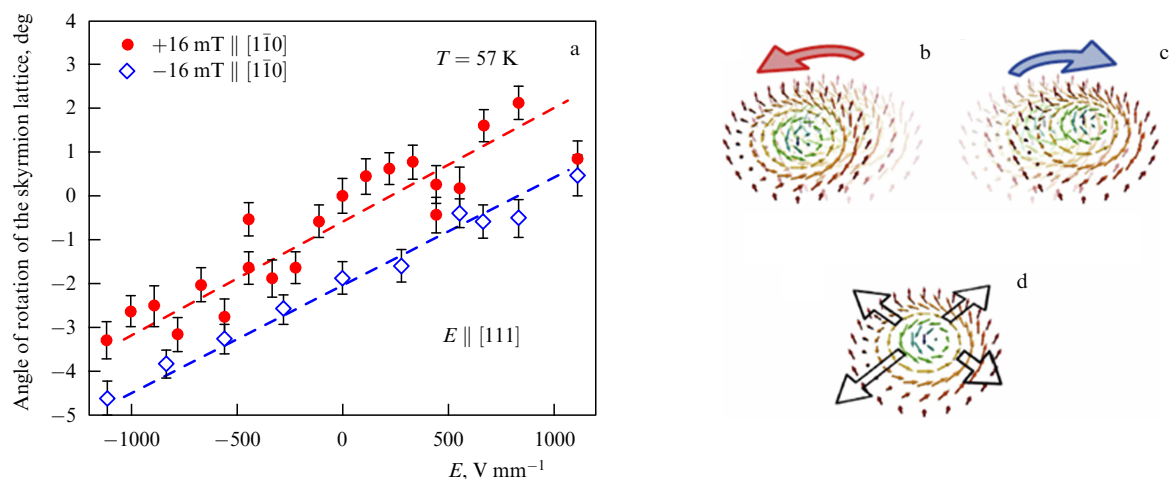 Angle of rotation of the skyrmion lattice, deg
4
3
2
1
0
−1
−2
−3
−4
−5
+16 mT ∥ [11̄0]
−16 mT ∥ [11̄0]
T = 57 K
a
E ∥ [111]
−1000
−500
0
500
1000
E, V mm⁻¹
b
c
d